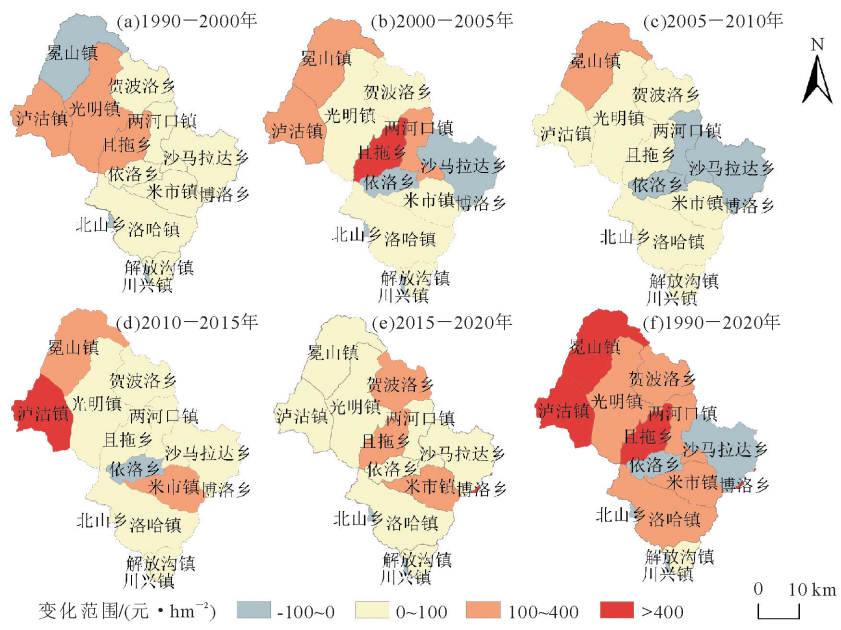 (a)1990－2000年
冕山镇
贺波洛乡
泸沽镇
光明镇
两河口镇
且拖乡
沙马拉达乡
依洛乡
米市镇
博洛乡
北山乡
洛哈镇
解放沟镇
川兴镇
(b)2000－2005年
冕山镇
贺波洛乡
光明镇
泸沽镇
两河口镇
且拖乡
沙马拉达乡
依洛乡
米市镇
博洛乡
北山乡
洛哈镇
解放沟镇
川兴镇
(c)2005－2010年
冕山镇
贺波洛乡
光明镇
泸沽镇
两河口镇
且拖乡
沙马拉达乡
依洛乡
米市镇
博洛乡
北山乡
洛哈镇
解放沟镇
川兴镇
N
(d)2010－2015年
冕山镇
贺波洛乡
光明镇
泸沽镇
两河口镇
且拖乡
沙马拉达乡
依洛乡
米市镇
博洛乡
北山乡
洛哈镇
解放沟镇
川兴镇
(e)2015－2020年
冕山镇
贺波洛乡
泸沽镇
光明镇
两河口镇
且拖乡
沙马拉达乡
依洛乡
米市镇
博洛乡
北山乡
洛哈镇
解放沟镇
川兴镇
(f)1990－2020年
冕山镇
贺波洛乡
光明镇
泸沽镇
两河口镇
且拖乡
沙马拉达乡
依洛乡
米市镇
博洛乡
北山乡
洛哈镇
解放沟镇
川兴镇
0 10 km
变化范围/(元·hm⁻²) -100~0 0~100 100~400 >400